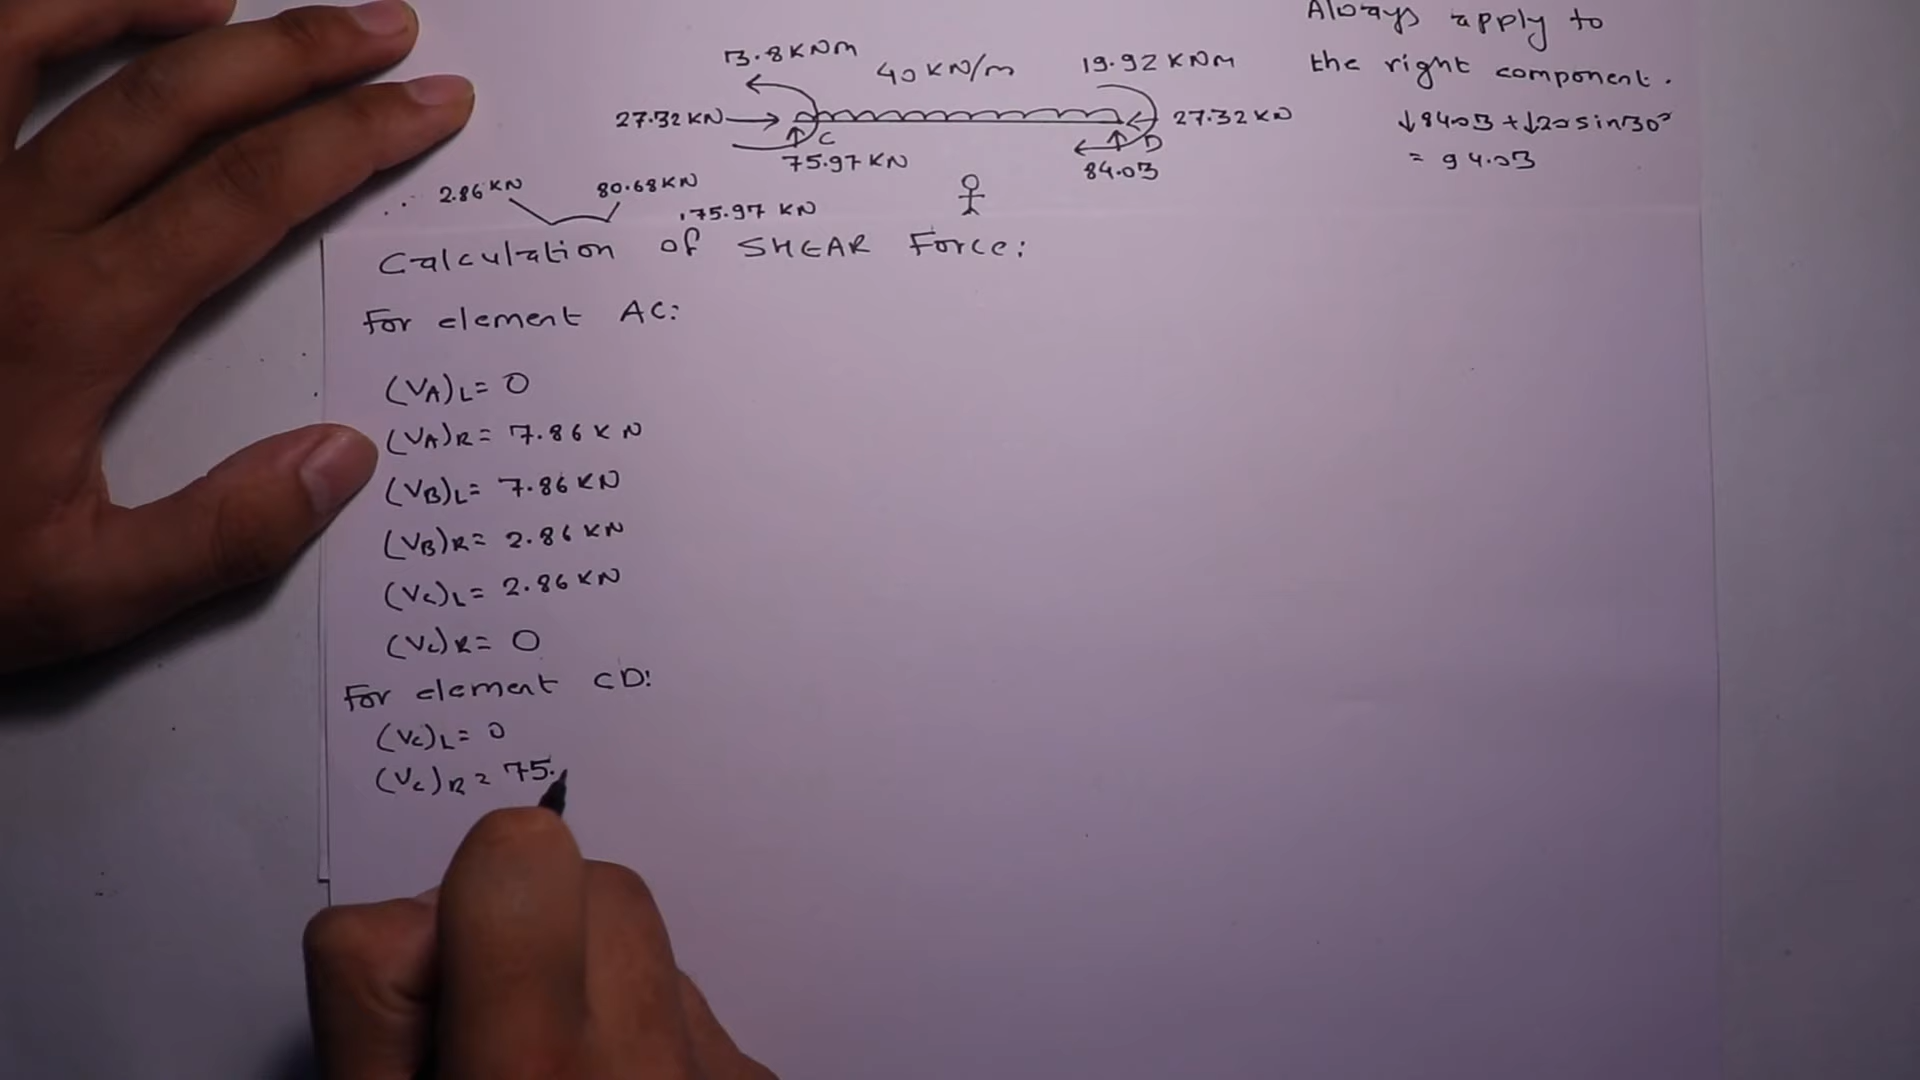 Always apply to
the right component.
↓84.03 + ↓20 sin30°
= 94.03
13.8 KNm
40 KN/m
19.92 KNm
27.32 KN
C
D
27.32 KN
75.97 KN
84.03
2.86 KN
80.68 KN
75.97 KN
Calculation of SHEAR Force:
For element AC:
(VA)L= 0
(VA)R= 7.86 KN
(VB)L= 7.86 KN
(VB)R= 2.86 KN
(VC)L= 2.86 KN
(VC)R= 0
For element CD:
(VC)L= 0
(VC)R = 75.